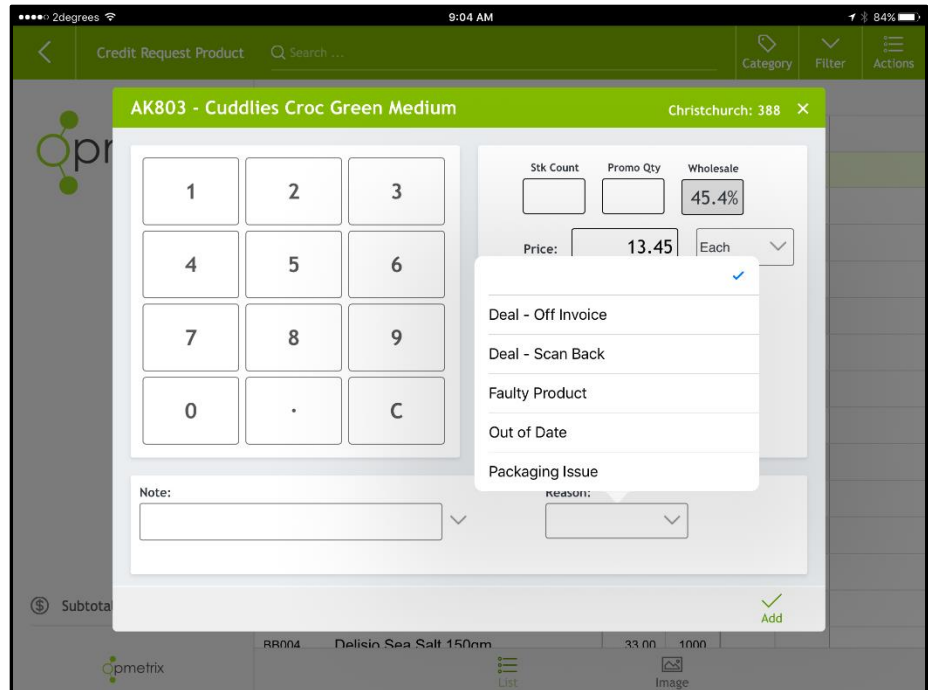 2degrees 9:04 AM 84%
Credit Request Product Search ... Category Filter Actions
AK803 - Cuddlies Croc Green Medium Christchurch: 388
opr
1 2 3
4 5 6
7 8 9
0 . C
Stk Count Promo Qty Wholesale
45.4%
Price: 13.45 Each
Deal - Off Invoice
Deal - Scan Back
Faulty Product
Out of Date
Packaging Issue
Note: Reason:
Subtota
Add
BB004 Delisio Sea Salt 150gm 33.00 1000
opmetrix List Image